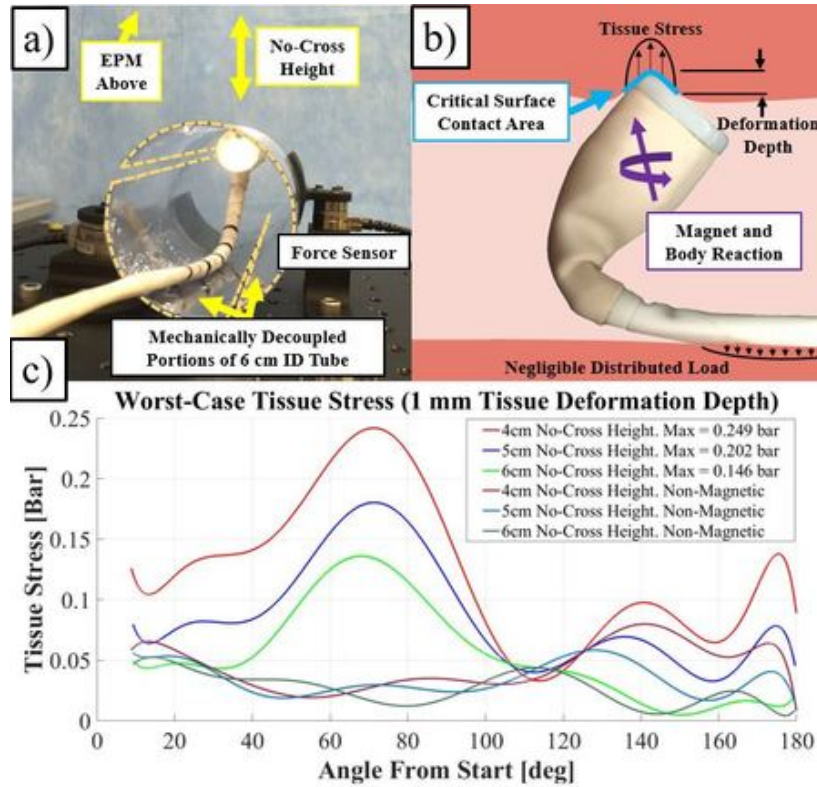 a)
EPM
Above
No-Cross
Height
Force Sensor
Mechanically Decoupled
Portions of 6 cm ID Tube
b)
Tissue Stress
Critical Surface
Contact Area
Deformation
Depth
Magnet and
Body Reaction
Negligible Distributed Load
c)
Worst-Case Tissue Stress (1 mm Tissue Deformation Depth)
4cm No-Cross Height. Max = 0.249 bar
5cm No-Cross Height. Max = 0.202 bar
6cm No-Cross Height. Max = 0.146 bar
4cm No-Cross Height. Non-Magnetic
5cm No-Cross Height. Non-Magnetic
6cm No-Cross Height. Non-Magnetic
Tissue Stress [Bar]
0.25
0.2
0.15
0.1
0.05
0
0 20 40 60 80 100 120 140 160 180
Angle From Start [deg]